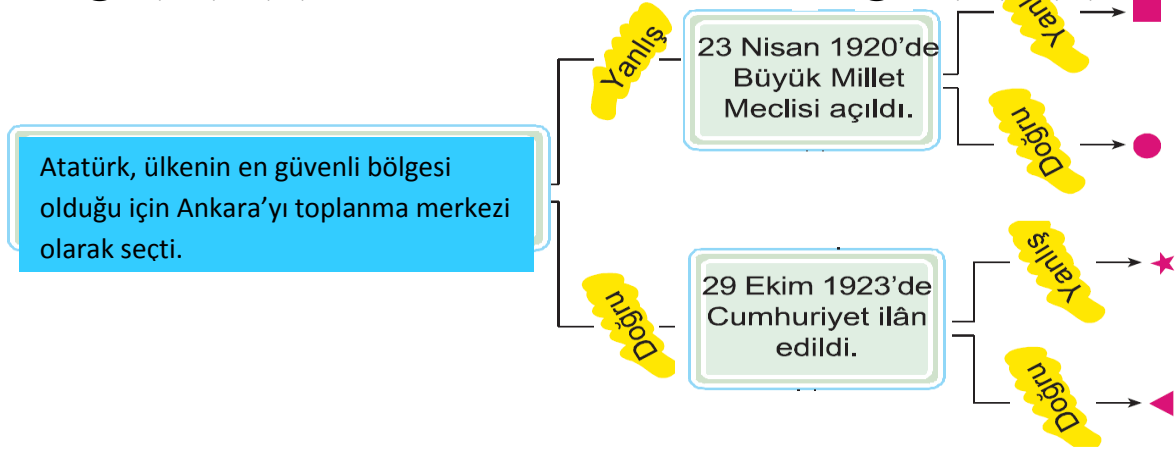 Yanlış
23 Nisan 1920’de
Büyük Millet
Meclisi açıldı.
Doğru
Atatürk, ülkenin en güvenli bölgesi
olduğu için Ankara’yı toplanma merkezi
olarak seçti.
Doğru
29 Ekim 1923’de
Cumhuriyet ilân
edildi.
Yanlış
Doğru